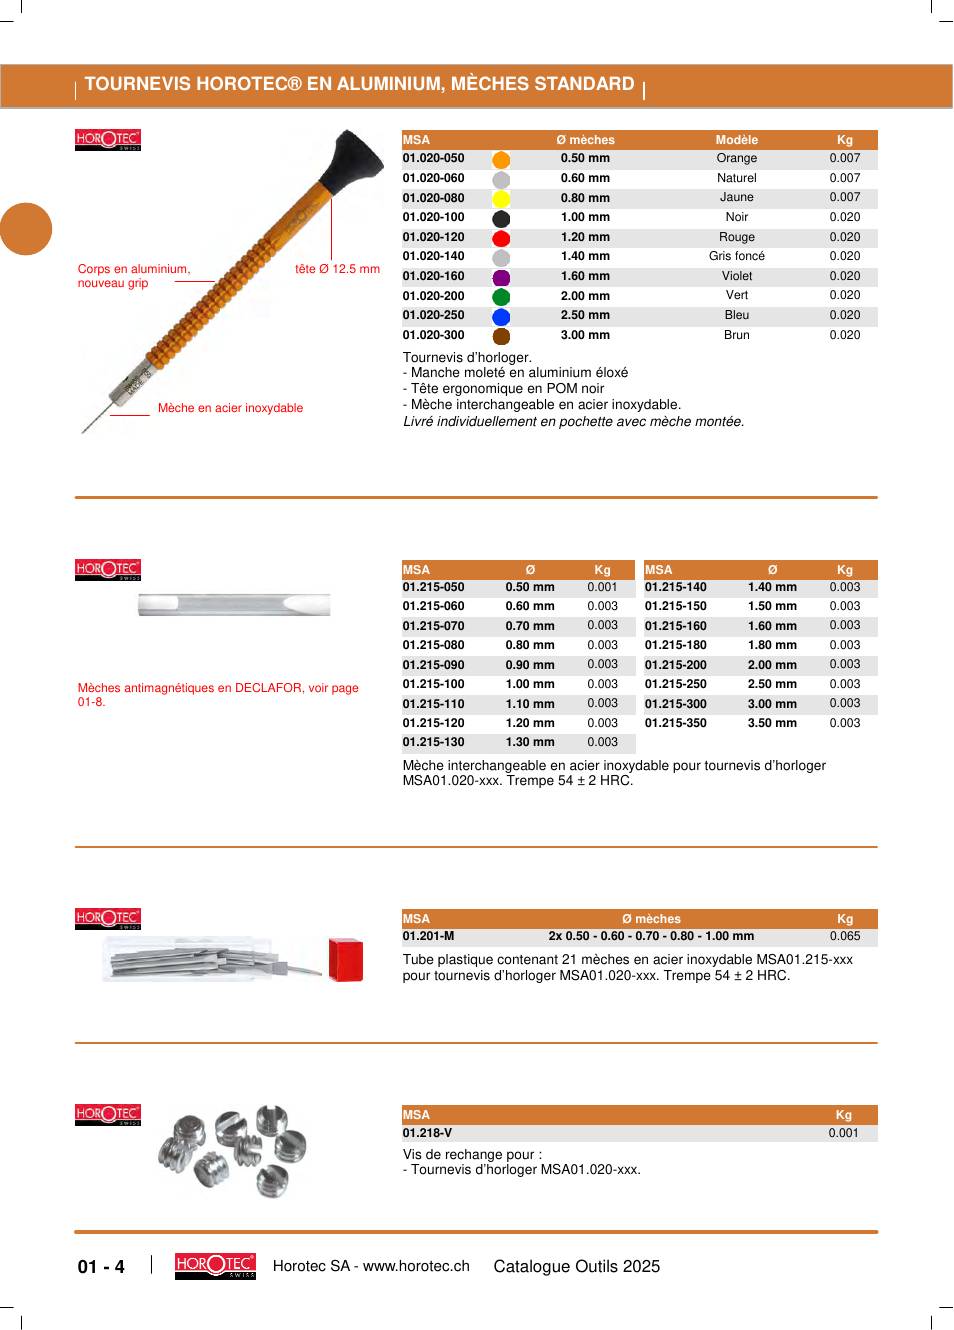 TOURNEVIS HOROTEC® EN ALUMINIUM, MÈCHES STANDARD
HOROTEC®
SWISS
Corps en aluminium,
nouveau grip
tête Ø 12.5 mm
Mèche en acier inoxydable
MSA Ø mèches Modèle Kg
01.020-050 0.50 mm Orange 0.007
01.020-060 0.60 mm Naturel 0.007
01.020-080 0.80 mm Jaune 0.007
01.020-100 1.00 mm Noir 0.020
01.020-120 1.20 mm Rouge 0.020
01.020-140 1.40 mm Gris foncé 0.020
01.020-160 1.60 mm Violet 0.020
01.020-200 2.00 mm Vert 0.020
01.020-250 2.50 mm Bleu 0.020
01.020-300 3.00 mm Brun 0.020
Tournevis d'horloger.
- Manche moleté en aluminium éloxé
- Tête ergonomique en POM noir
- Mèche interchangeable en acier inoxydable.
Livré individuellement en pochette avec mèche montée.
HOROTEC®
SWISS
Mèches antimagnétiques en DECLAFOR, voir page
01-8.
MSA Ø Kg MSA Ø Kg
01.215-050 0.50 mm 0.001 01.215-140 1.40 mm 0.003
01.215-060 0.60 mm 0.003 01.215-150 1.50 mm 0.003
01.215-070 0.70 mm 0.003 01.215-160 1.60 mm 0.003
01.215-080 0.80 mm 0.003 01.215-180 1.80 mm 0.003
01.215-090 0.90 mm 0.003 01.215-200 2.00 mm 0.003
01.215-100 1.00 mm 0.003 01.215-250 2.50 mm 0.003
01.215-110 1.10 mm 0.003 01.215-300 3.00 mm 0.003
01.215-120 1.20 mm 0.003 01.215-350 3.50 mm 0.003
01.215-130 1.30 mm 0.003
Mèche interchangeable en acier inoxydable pour tournevis d'horloger
MSA01.020-xxx. Trempe 54 ± 2 HRC.
HOROTEC®
SWISS
MSA Ø mèches Kg
01.201-M 2x 0.50 - 0.60 - 0.70 - 0.80 - 1.00 mm 0.065
Tube plastique contenant 21 mèches en acier inoxydable MSA01.215-xxx
pour tournevis d'horloger MSA01.020-xxx. Trempe 54 ± 2 HRC.
HOROTEC®
SWISS
MSA Kg
01.218-V 0.001
Vis de rechange pour :
- Tournevis d'horloger MSA01.020-xxx.
01 - 4 HOROTEC® SWISS Horotec SA - www.horotec.ch Catalogue Outils 2025